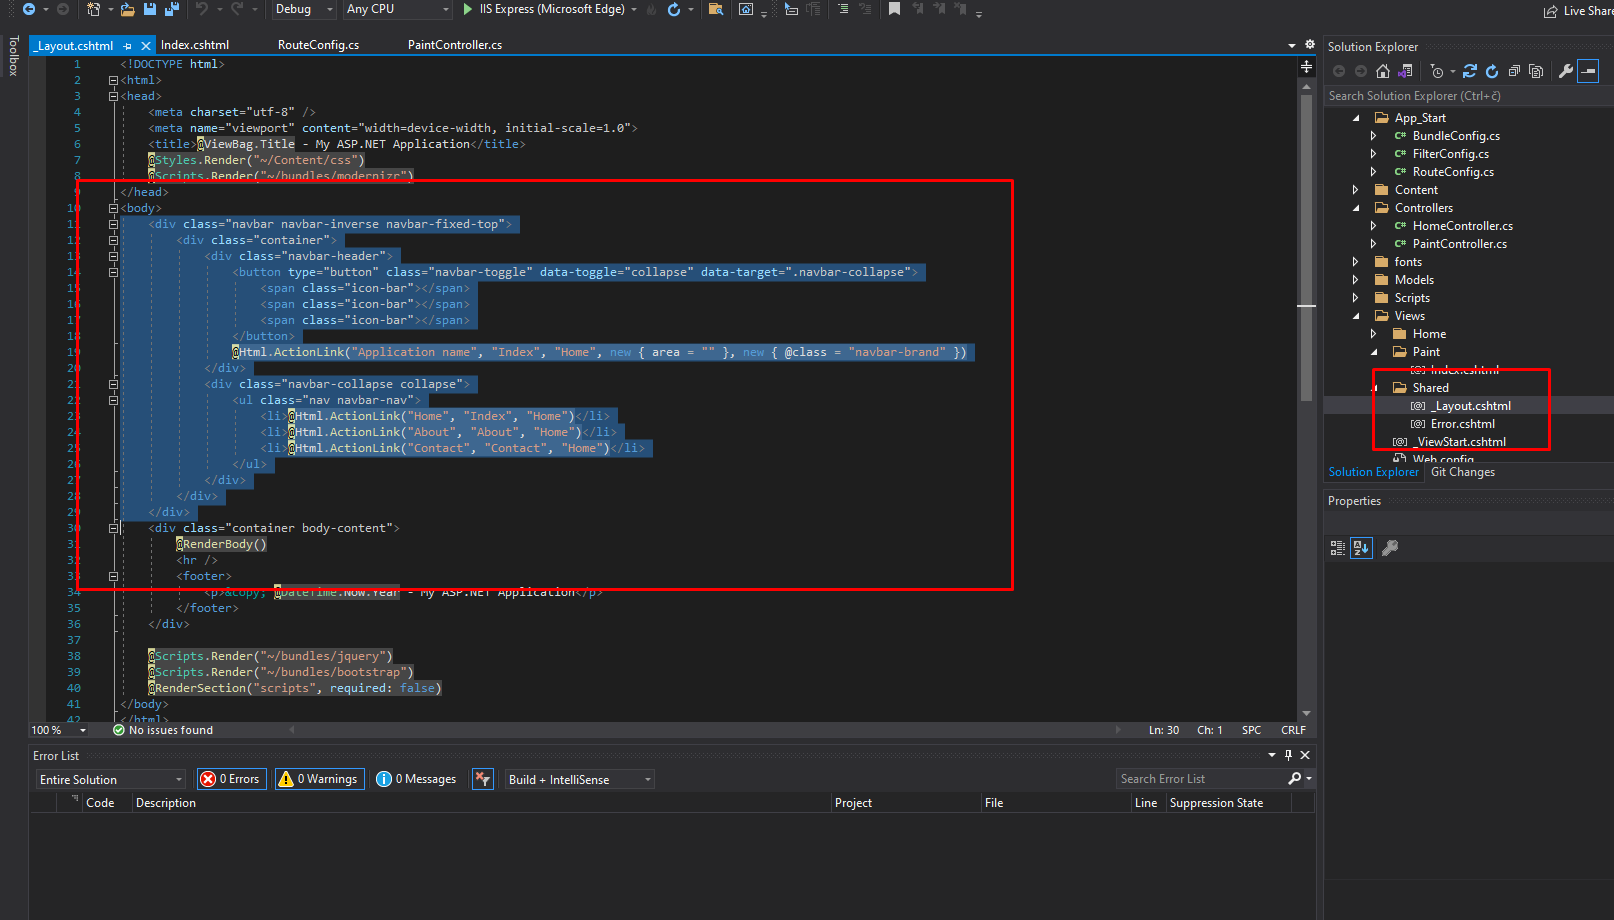 Debug
Any CPU
IIS Express (Microsoft Edge)
Live Share
Toolbox
_Layout.cshtml
Index.cshtml
RouteConfig.cs
PaintController.cs
1 <!DOCTYPE html>
2 <html>
3 <head>
4 <meta charset="utf-8" />
5 <meta name="viewport" content="width=device-width, initial-scale=1.0">
6 <title>@ViewBag.Title - My ASP.NET Application</title>
7 @Styles.Render("~/Content/css")
8 @Scripts.Render("~/bundles/modernizr")
9 </head>
10 <body>
11 <div class="navbar navbar-inverse navbar-fixed-top">
12 <div class="container">
13 <div class="navbar-header">
14 <button type="button" class="navbar-toggle" data-toggle="collapse" data-target=".navbar-collapse">
15 <span class="icon-bar"></span>
16 <span class="icon-bar"></span>
17 <span class="icon-bar"></span>
18 </button>
19 @Html.ActionLink("Application name", "Index", "Home", new { area = "" }, new { @class = "navbar-brand" })
20 </div>
21 <div class="navbar-collapse collapse">
22 <ul class="nav navbar-nav">
23 <li>@Html.ActionLink("Home", "Index", "Home")</li>
24 <li>@Html.ActionLink("About", "About", "Home")</li>
25 <li>@Html.ActionLink("Contact", "Contact", "Home")</li>
26 </ul>
27 </div>
28 </div>
29 </div>
30 <div class="container body-content">
31 @RenderBody()
32 <hr />
33 <footer>
34 <p>&copy; @DateTime.Now.Year - My ASP.NET Application</p>
35 </footer>
36 </div>
37
38 @Scripts.Render("~/bundles/jquery")
39 @Scripts.Render("~/bundles/bootstrap")
40 @RenderSection("scripts", required: false)
41 </body>
42 </html>
100 %
No issues found
Ln: 30 Ch: 1 SPC CRLF
Error List
Entire Solution
0 Errors
0 Warnings
0 Messages
Build + IntelliSense
Search Error List
Code Description Project File Line Suppression State
Solution Explorer
Search Solution Explorer (Ctrl+č)
App_Start
C# BundleConfig.cs
C# FilterConfig.cs
C# RouteConfig.cs
Content
Controllers
C# HomeController.cs
C# PaintController.cs
fonts
Models
Scripts
Views
Home
Paint
[@] Index.cshtml
Shared
[@] _Layout.cshtml
[@] Error.cshtml
[@] _ViewStart.cshtml
Web.config
Solution Explorer Git Changes
Properties